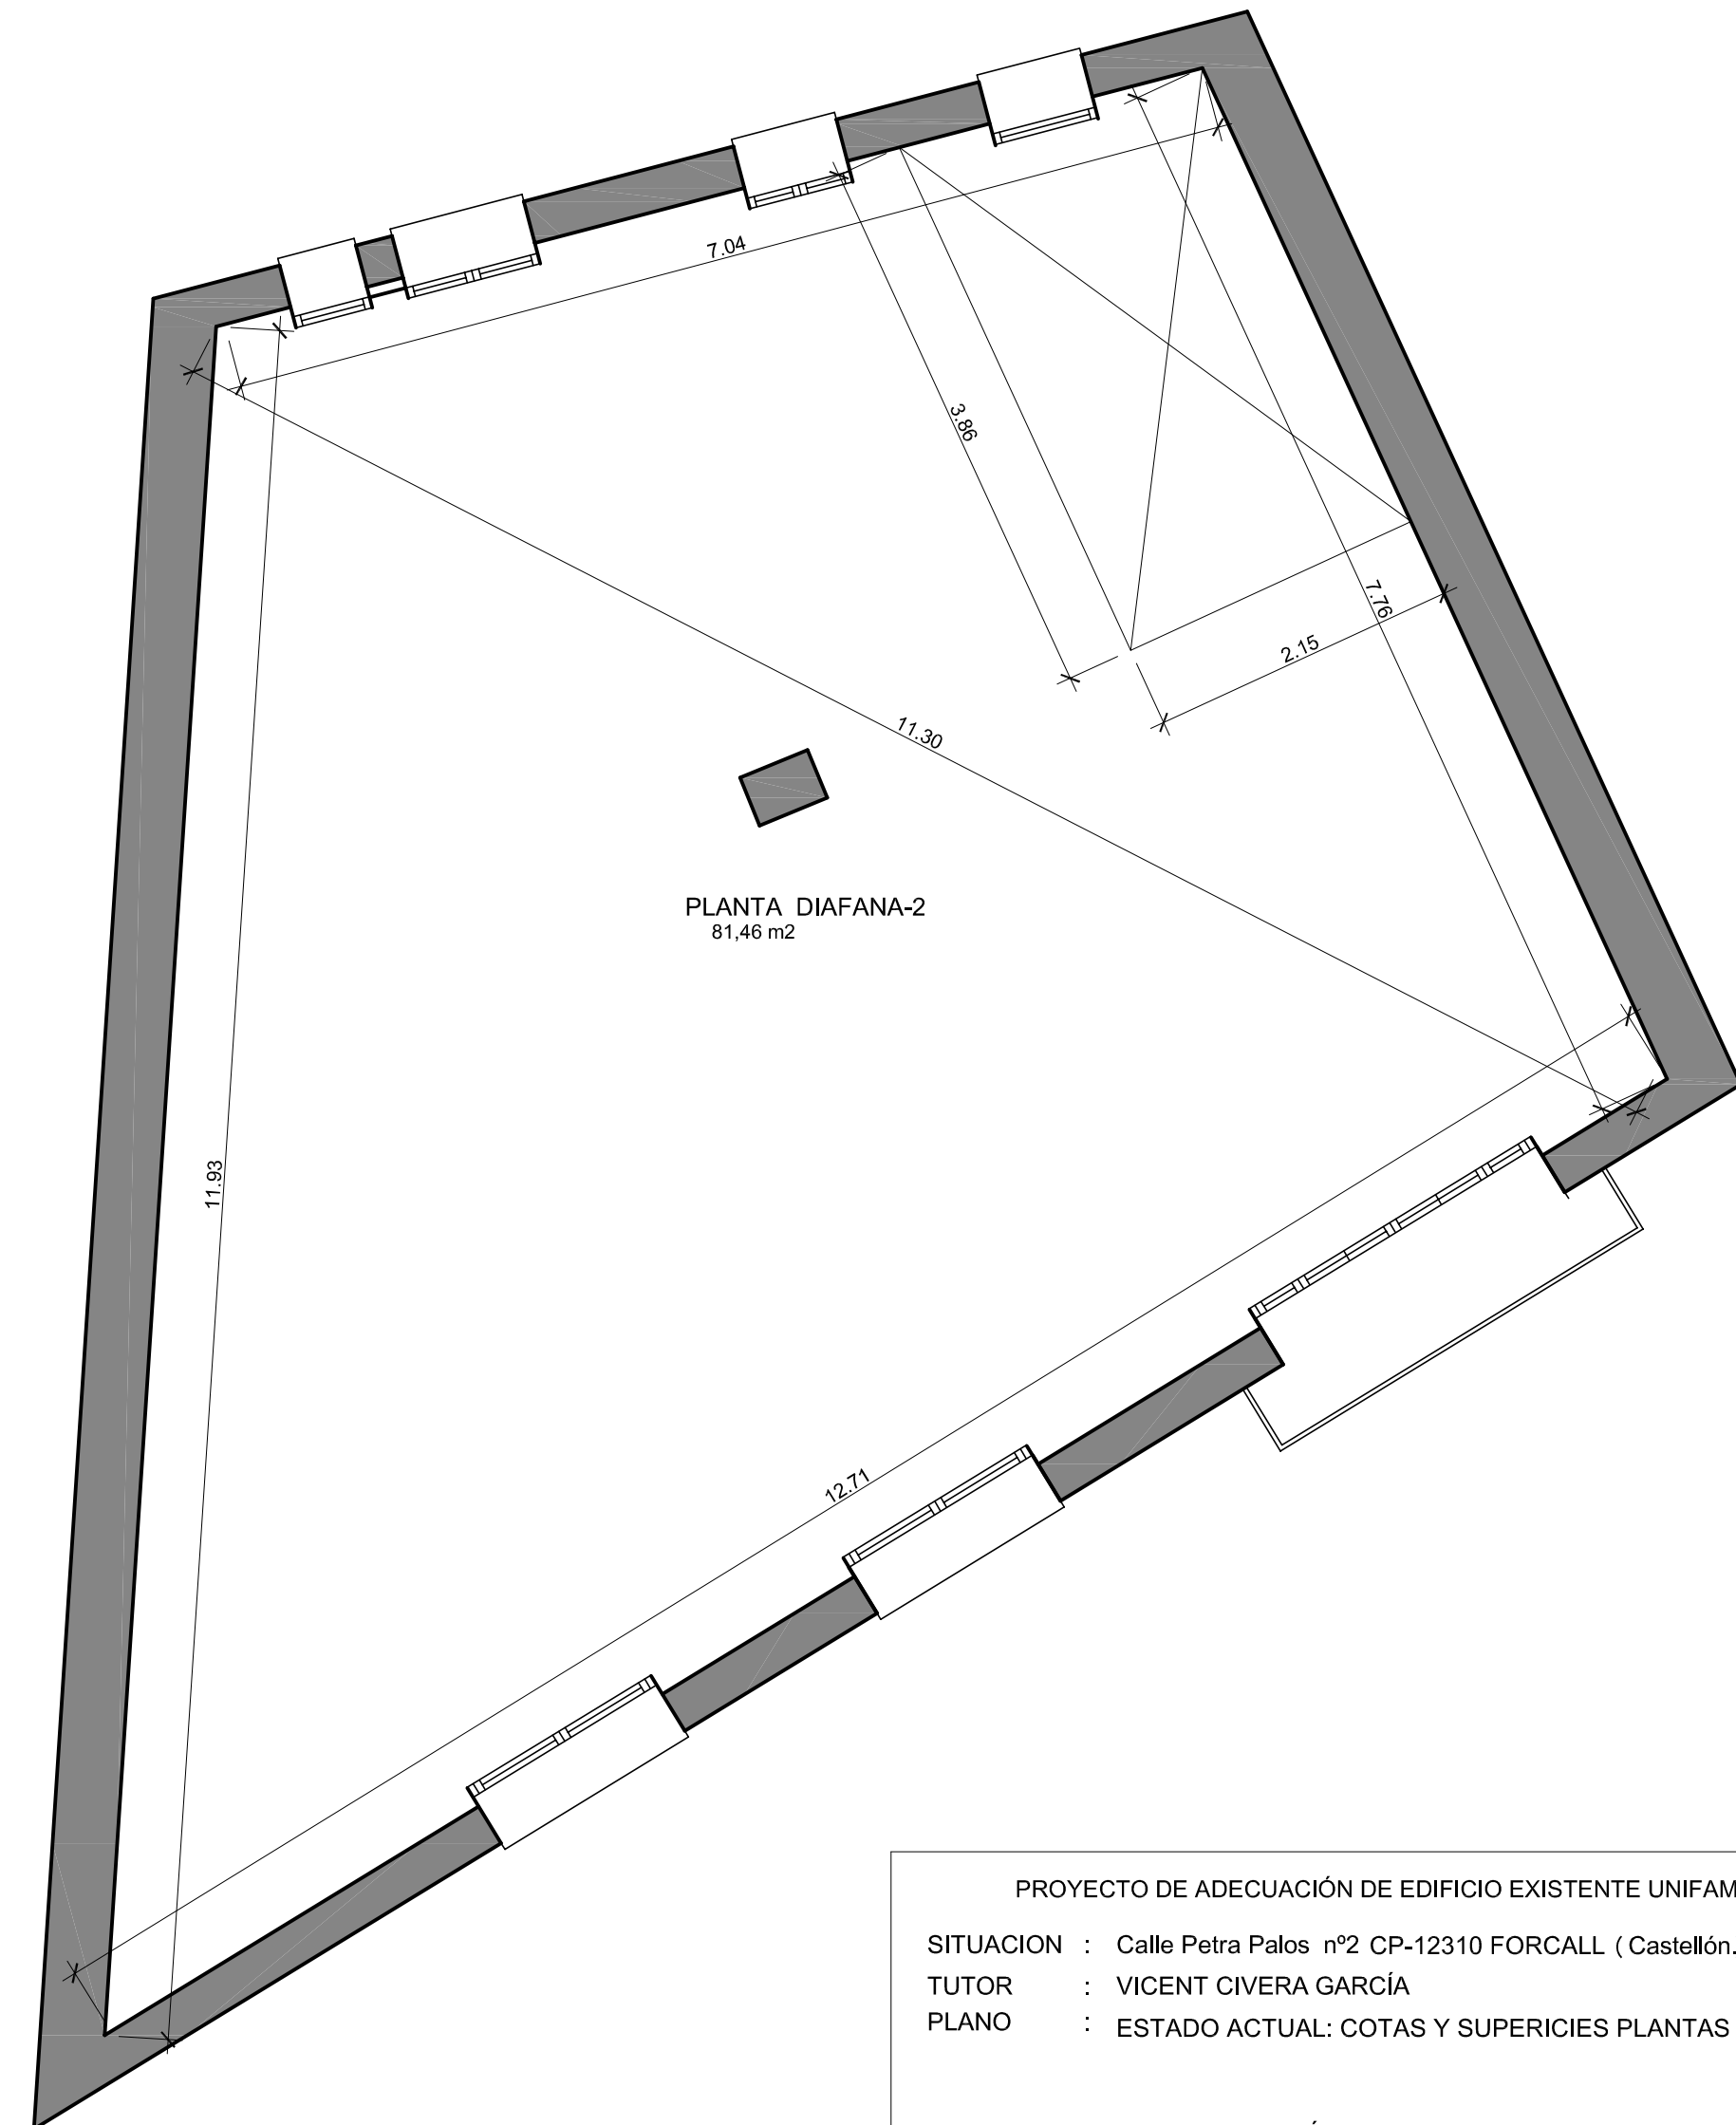 7.04
3.86
7.76
2.15
11.30
PLANTA DIAFANA-2
81,46 m2
11.93
12.71
PROYECTO DE ADECUACIÓN DE EDIFICIO EXISTENTE UNIFAM
SITUACION : Calle Petra Palos nº2 CP-12310 FORCALL ( Castellón.
TUTOR : VICENT CIVERA GARCÍA
PLANO : ESTADO ACTUAL: COTAS Y SUPERICIES PLANTAS